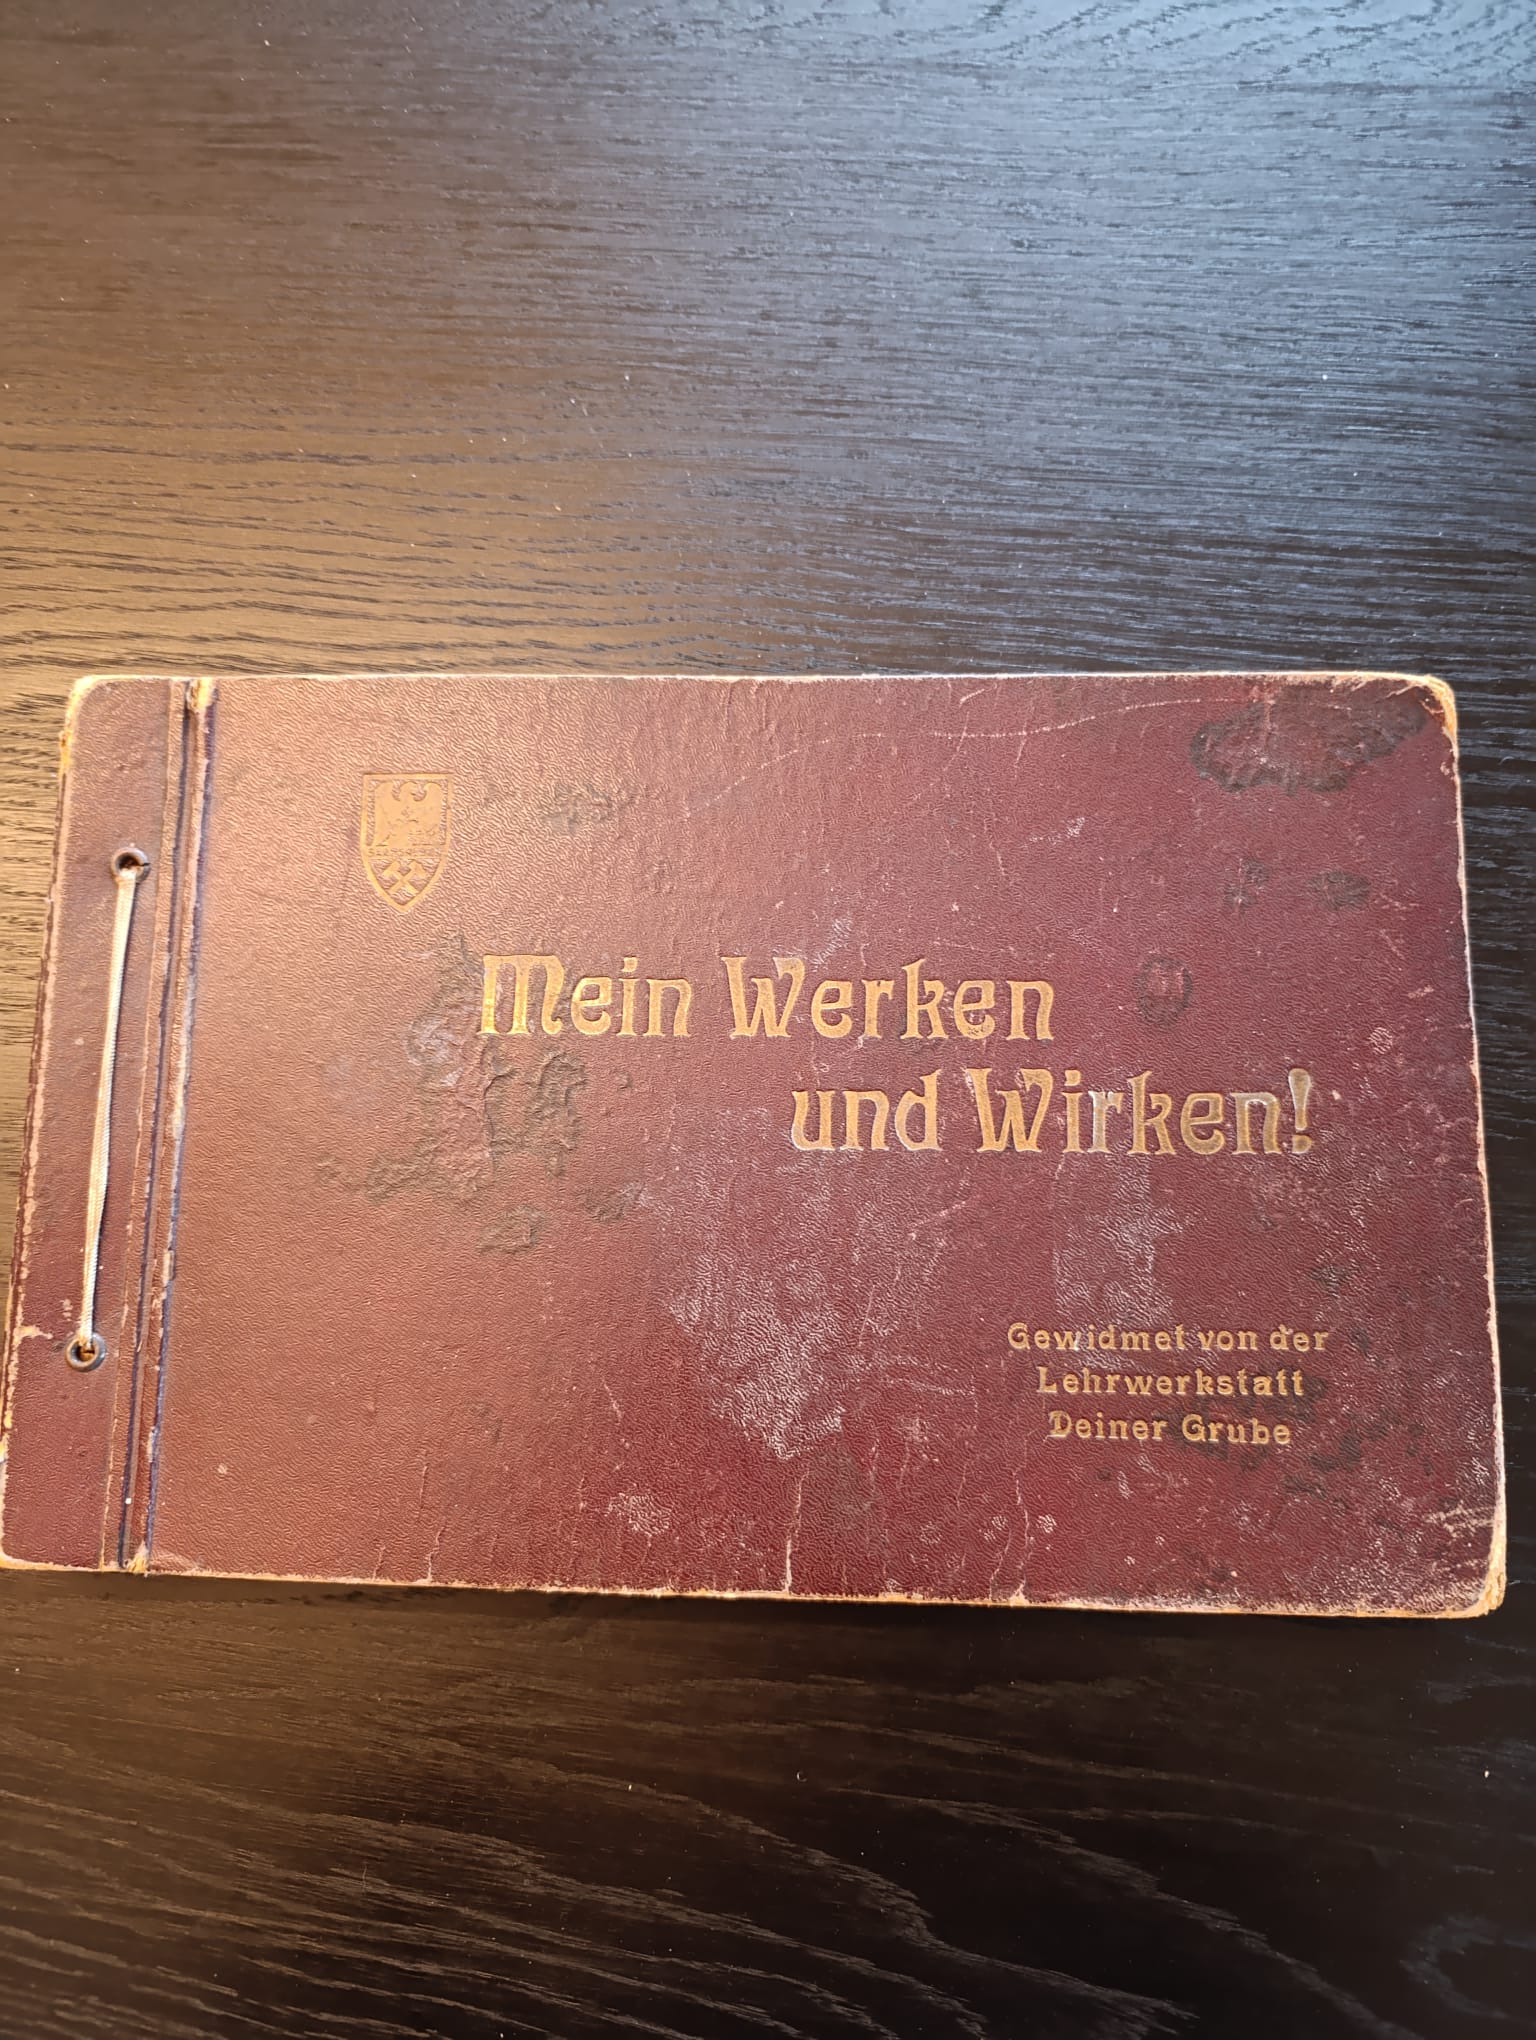 Mein Werken
und Wirken!
Gewidmet von der
Lehrwerkstatt
Deiner Grube